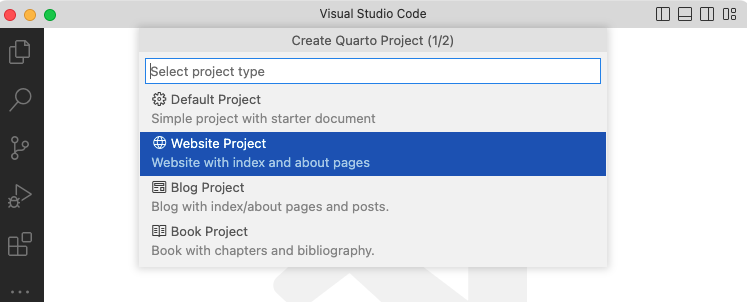 Visual Studio Code
Create Quarto Project (1/2)
Select project type
Default Project
Simple project with starter document
Website Project
Website with index and about pages
Blog Project
Blog with index/about pages and posts.
Book Project
Book with chapters and bibliography.